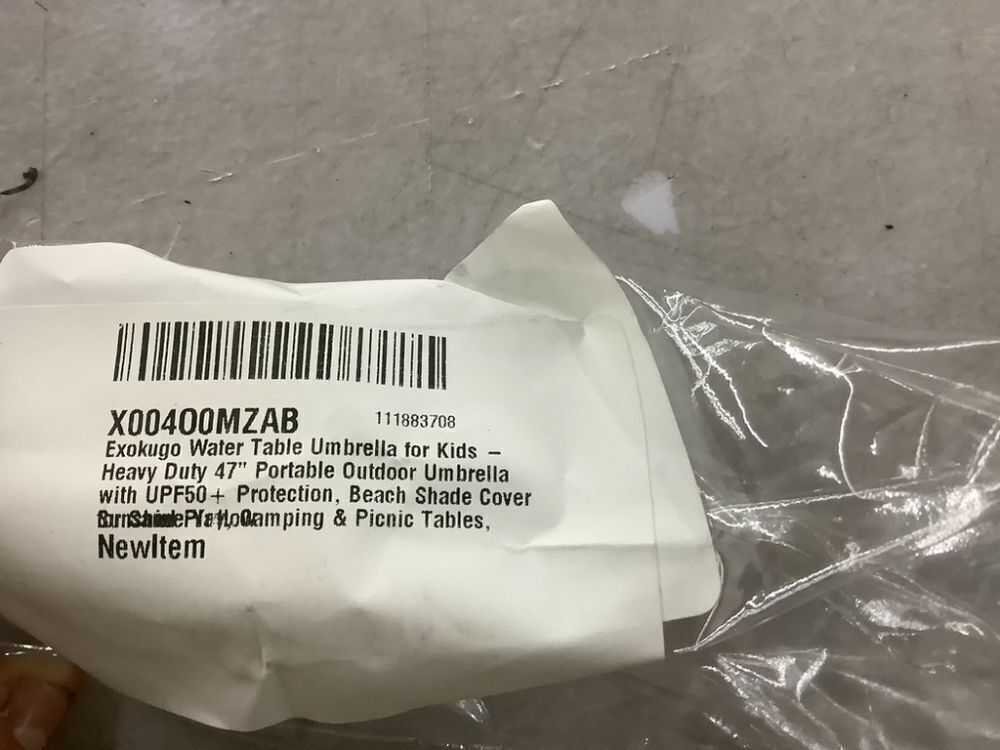 X004O0MZAB
111883708
Exokugo Water Table Umbrella for Kids –
Heavy Duty 47" Portable Outdoor Umbrella
with UPF50+ Protection, Beach Shade Cover
Camping & Picnic Tables,
NewItem